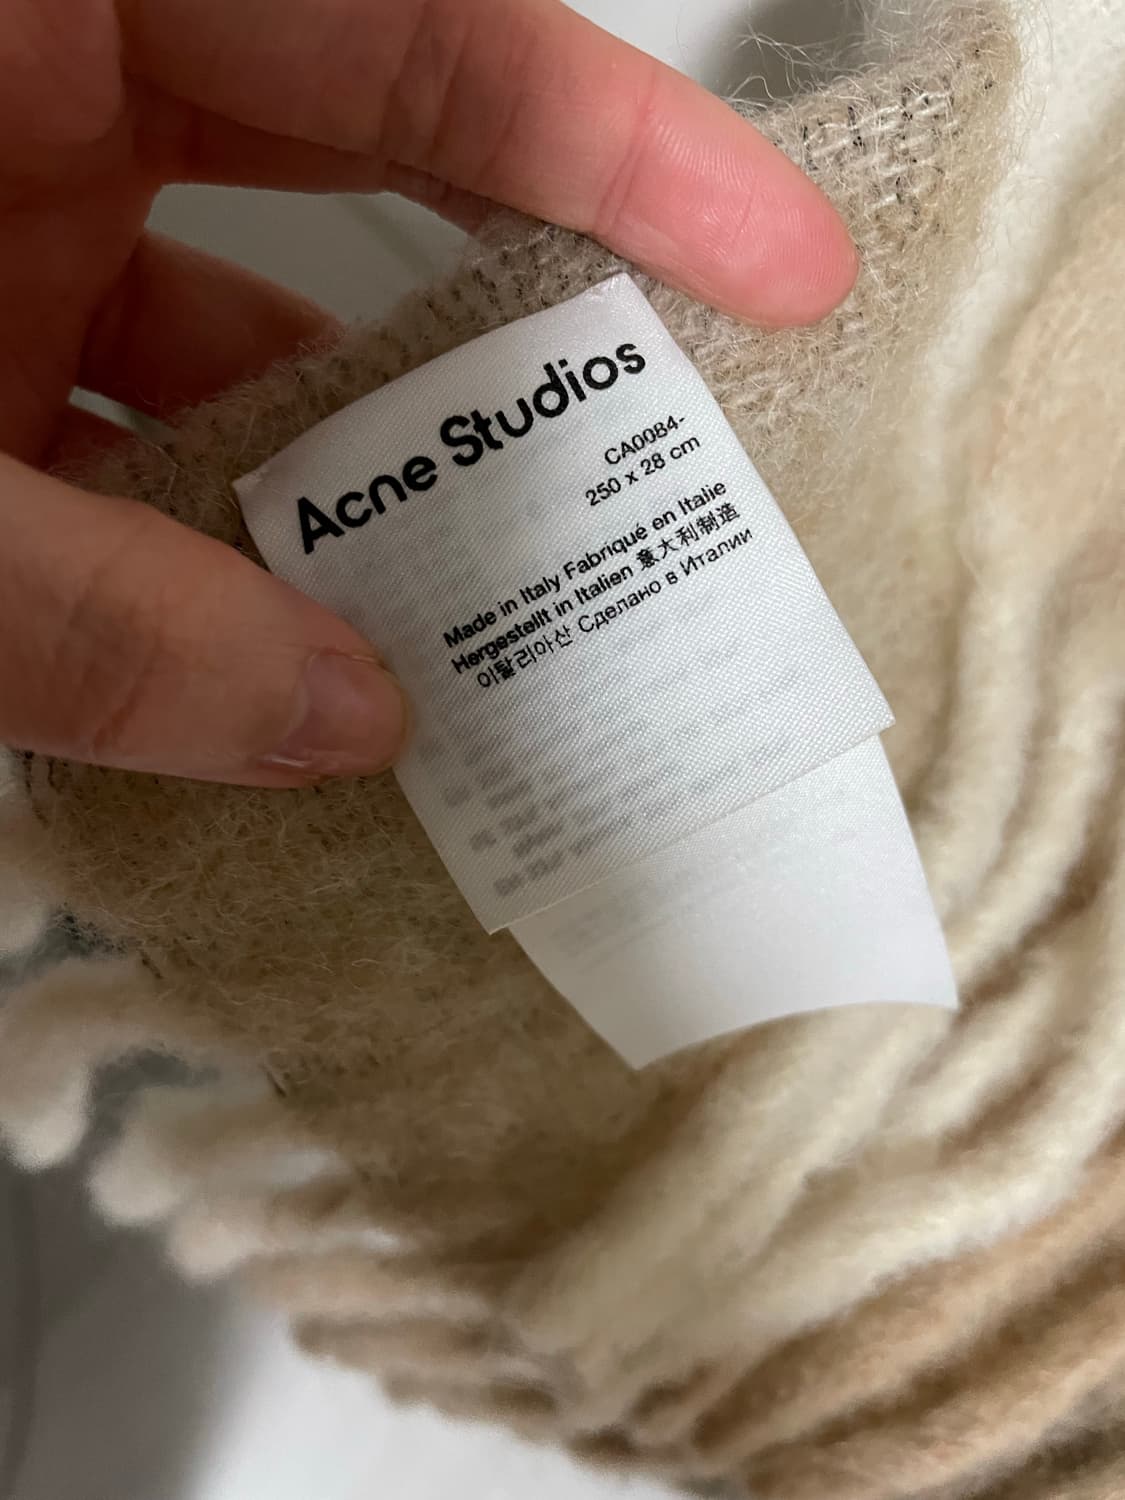 Acne Studios
CA0084-
250 x 28 cm
Made in Italy Fabriqué en Italie
Hergestellt in Italien 意大利制造
이탈리아산 Сделано в Италии